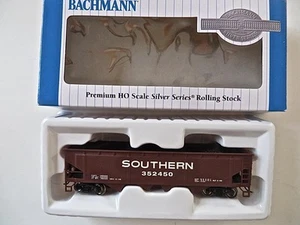 BACHMANN
Premium HO Scale Silver Series® Rolling Stock
SOUTHERN
352450